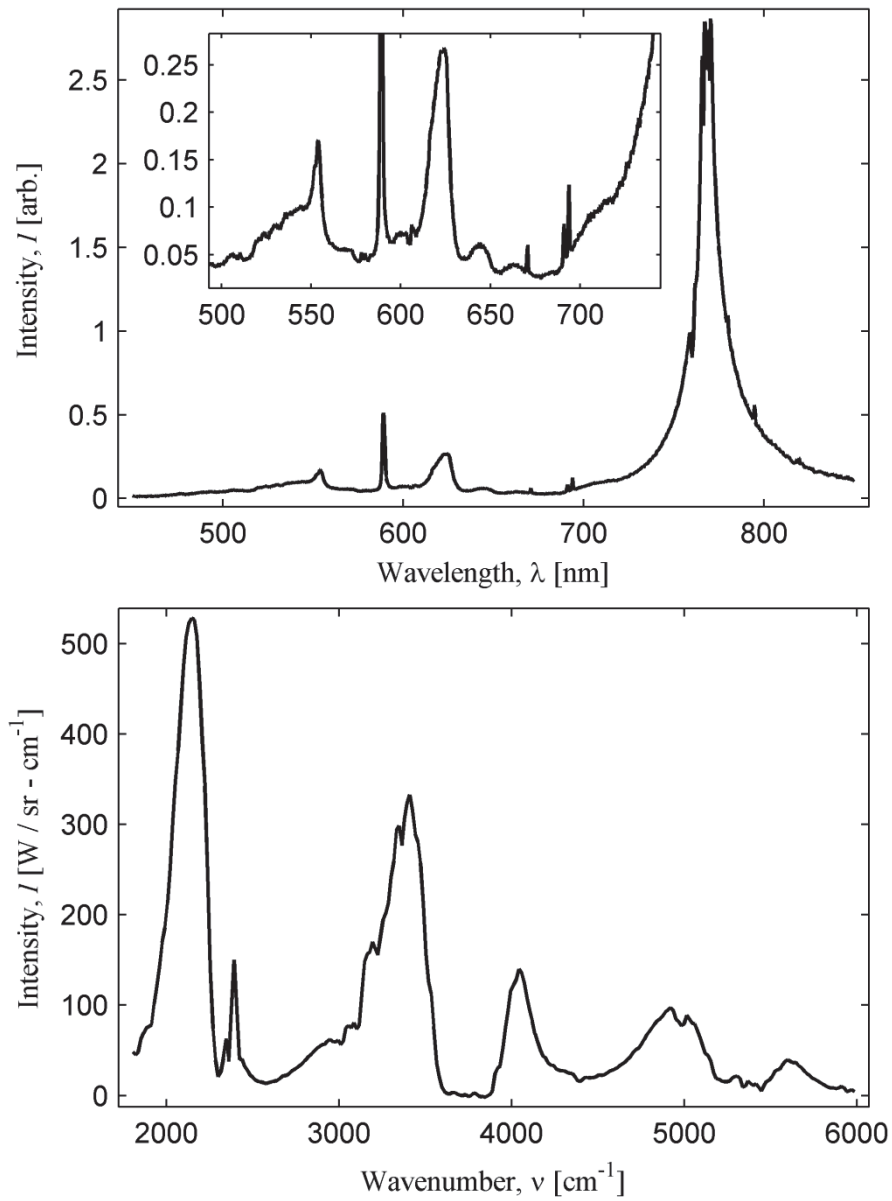 2.5
2
1.5
1
0.5
0
Intensity, I [arb.]
0.25
0.2
0.15
0.1
0.05
500 550 600 650 700
500 600 700 800
Wavelength, λ [nm]
500
400
300
200
100
0
Intensity, I [W / sr - cm⁻¹]
2000 3000 4000 5000 6000
Wavenumber, ν [cm⁻¹]